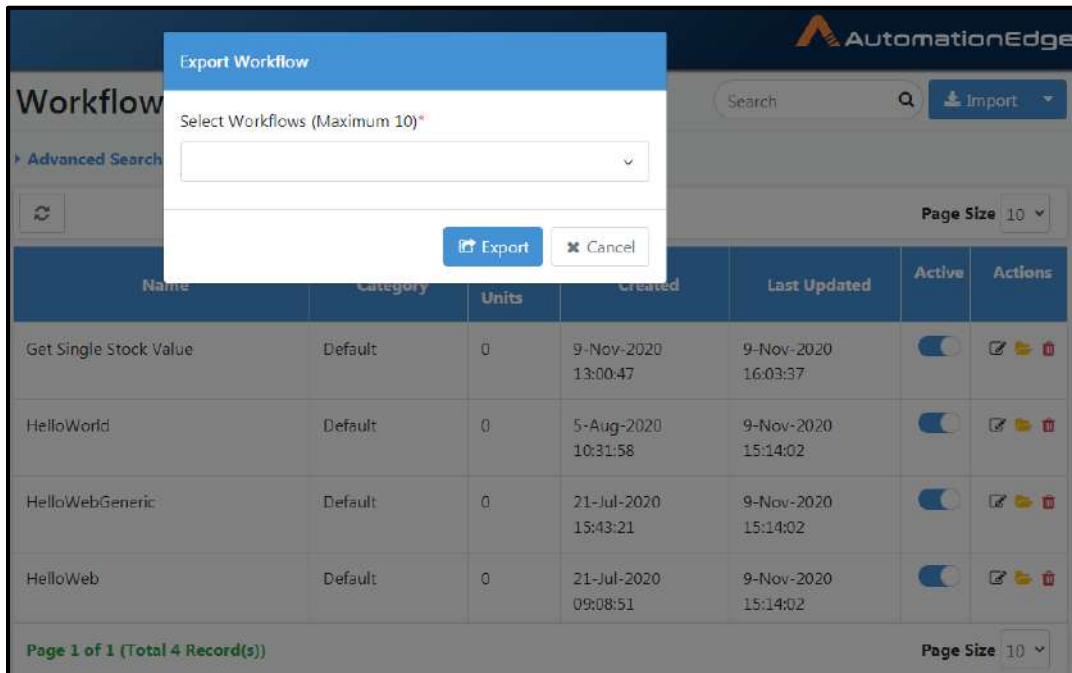 AutomationEdge
Export Workflow
Workflow
Search
Import
Select Workflows (Maximum 10)*
Advanced Search
Page Size 10
Export
Cancel
Name Category Units Created Last Updated Active Actions
Get Single Stock Value Default 0 9-Nov-2020 9-Nov-2020
13:00:47 16:03:37
HelloWorld Default 0 5-Aug-2020 9-Nov-2020
10:31:58 15:14:02
HelloWebGeneric Default 0 21-Jul-2020 9-Nov-2020
15:43:21 15:14:02
HelloWeb Default 0 21-Jul-2020 9-Nov-2020
09:08:51 15:14:02
Page 1 of 1 (Total 4 Record(s)) Page Size 10